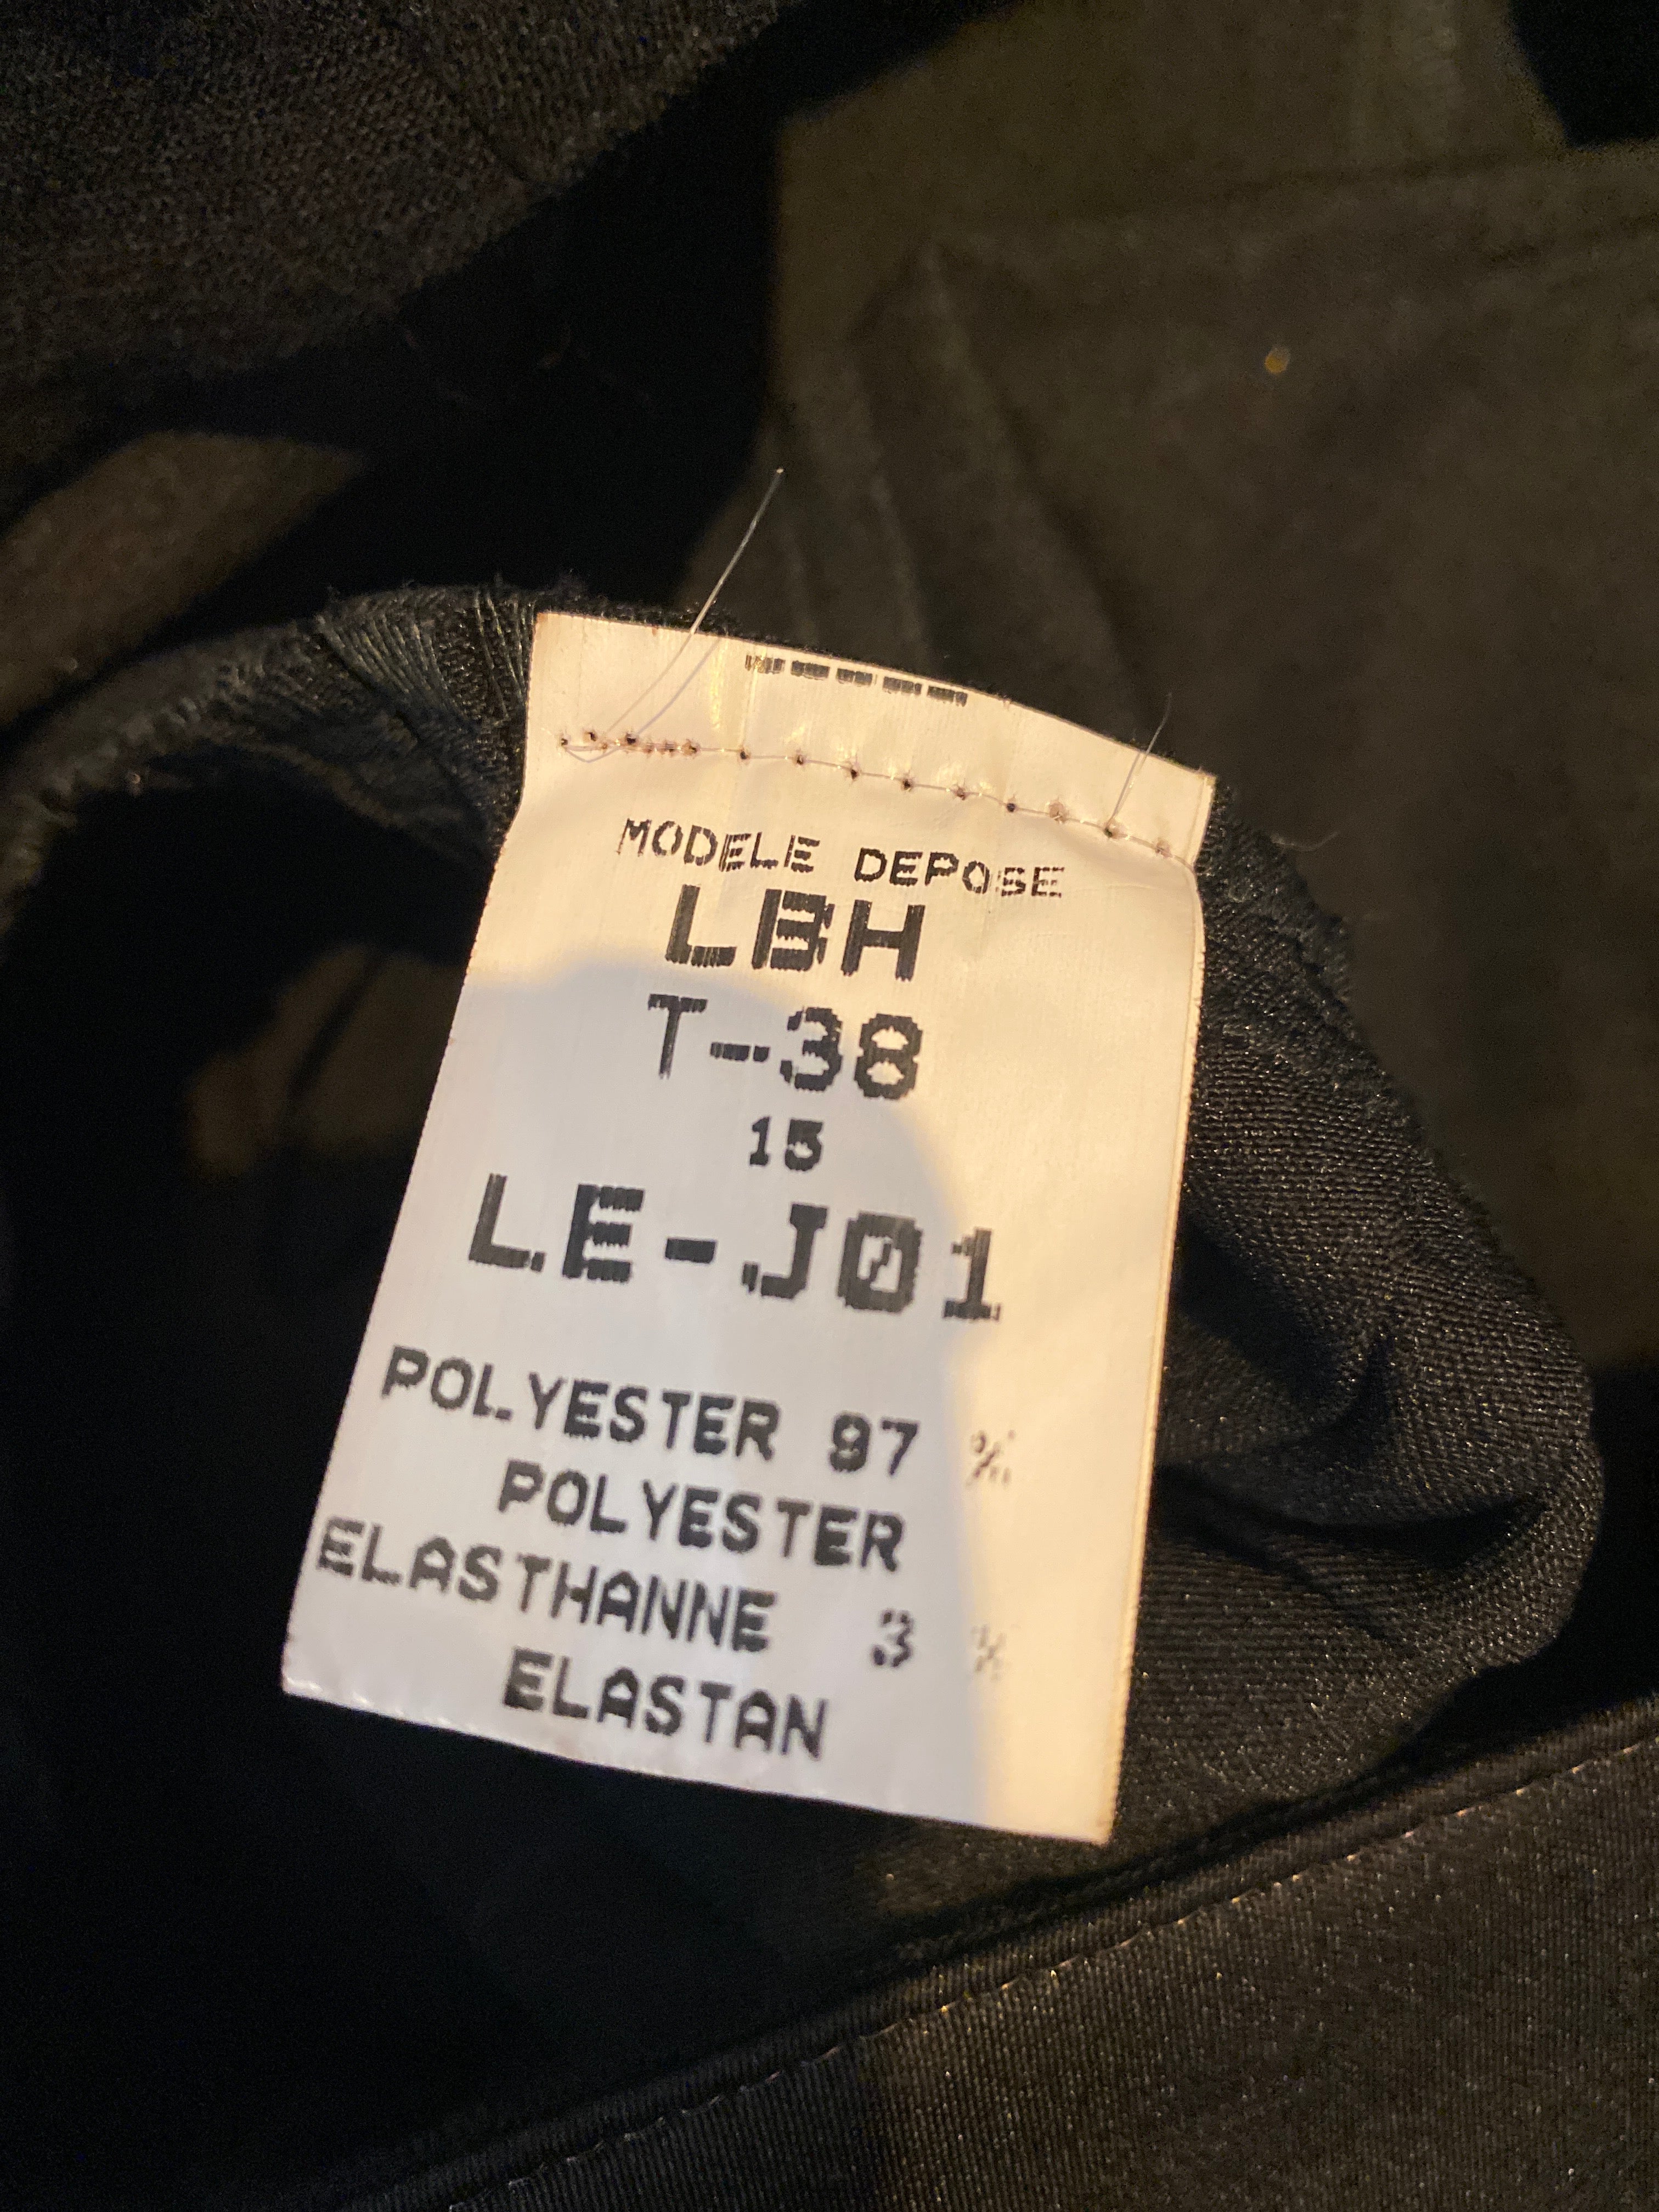 MODELE DEPOSE
LBH
T-38
15
LE-J01
POLYESTER 97 %
POLYESTER
ELASTHANNE 3 %
ELASTAN